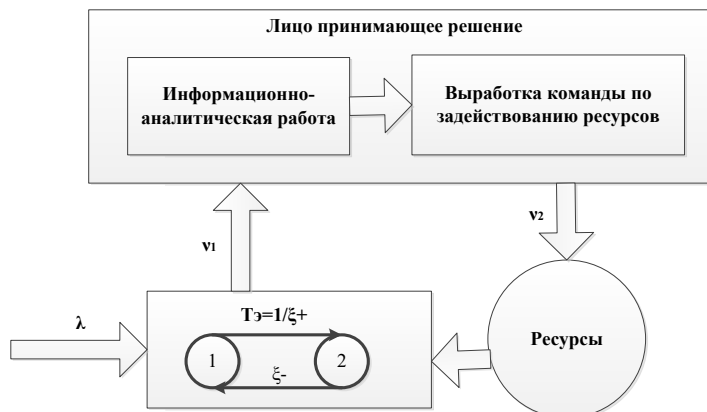 Лицо принимающее решение
Информационно-
аналитическая работа
Выработка команды по
задействованию ресурсов
ν₁
ν₂
λ
Tэ=1/ξ+
1
ξ-
2
Ресурсы